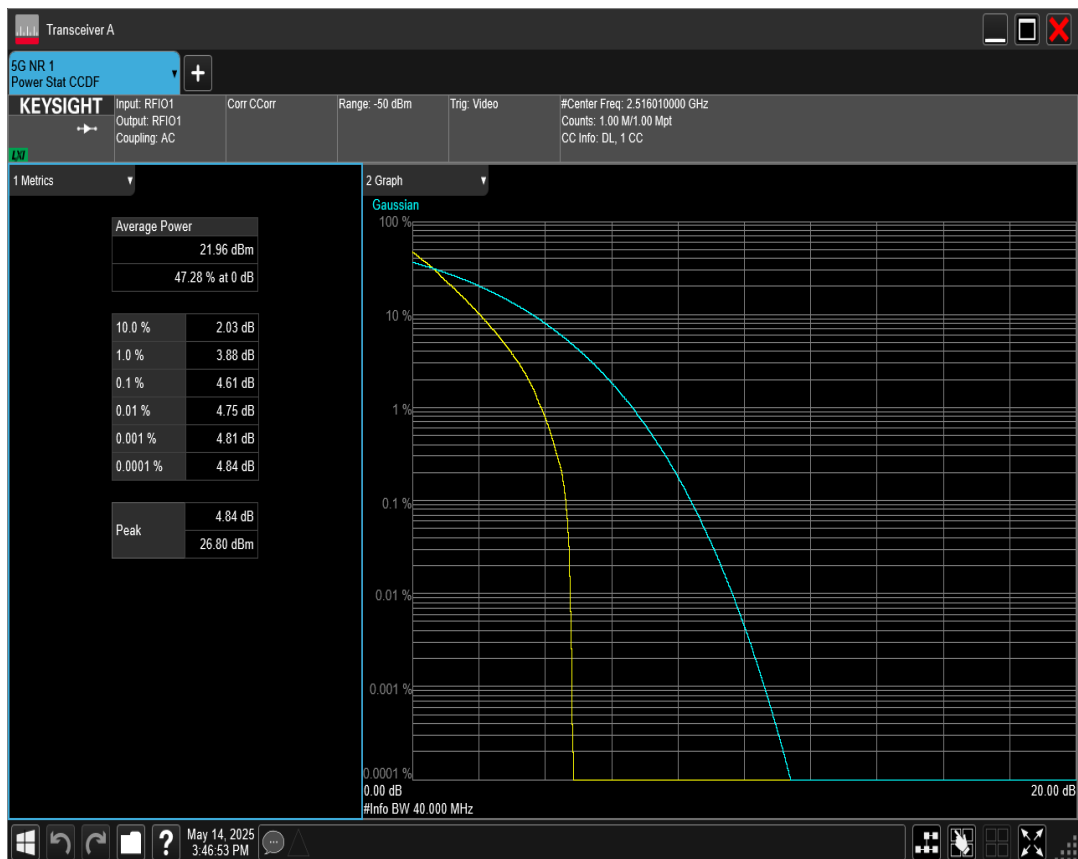 Transceiver A
5G NR 1
Power Stat CCDF
+
KEYSIGHT
LXI
Input: RFIO1
Output: RFIO1
Coupling: AC
Corr CCorr
Range: -50 dBm
Trig: Video
#Center Freq: 2.516010000 GHz
Counts: 1.00 M/1.00 Mpt
CC Info: DL, 1 CC
1 Metrics
Average Power
21.96 dBm
47.28 % at 0 dB
10.0 % 2.03 dB
1.0 % 3.88 dB
0.1 % 4.61 dB
0.01 % 4.75 dB
0.001 % 4.81 dB
0.0001 % 4.84 dB
Peak 4.84 dB
26.80 dBm
2 Graph
Gaussian
100 %
10 %
1 %
0.1 %
0.01 %
0.001 %
0.0001 %
0.00 dB 20.00 dB
#Info BW 40.000 MHz
?
May 14, 2025
3:46:53 PM